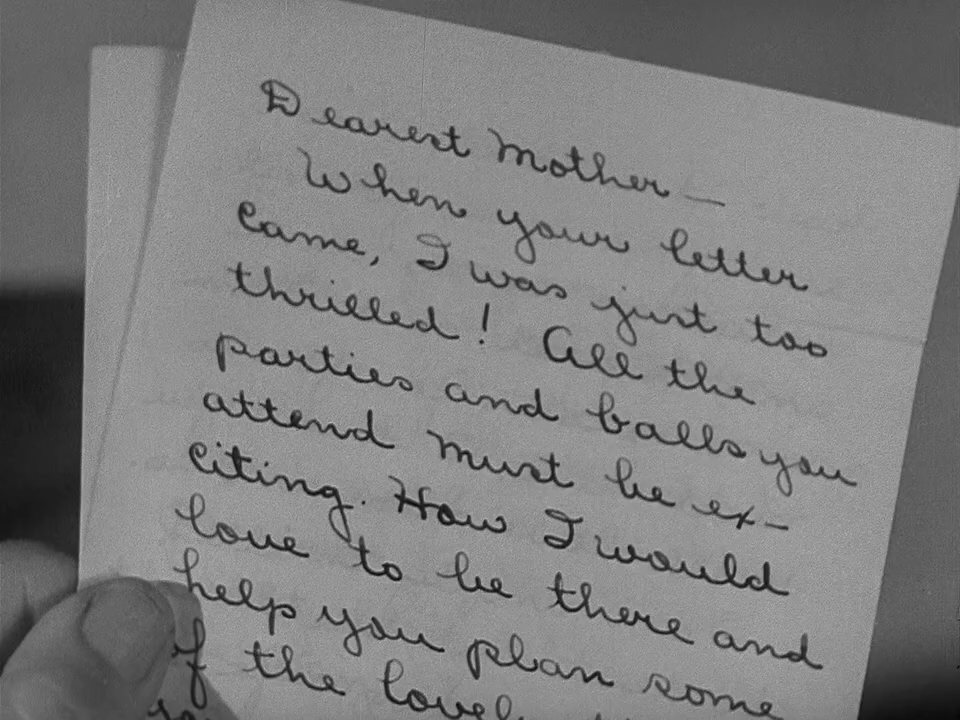 Dearest Mother —
When your letter
came, I was just too
thrilled! All the
parties and balls you
attend must be ex-
citing. How I would
love to be there and
help you plan some
of the